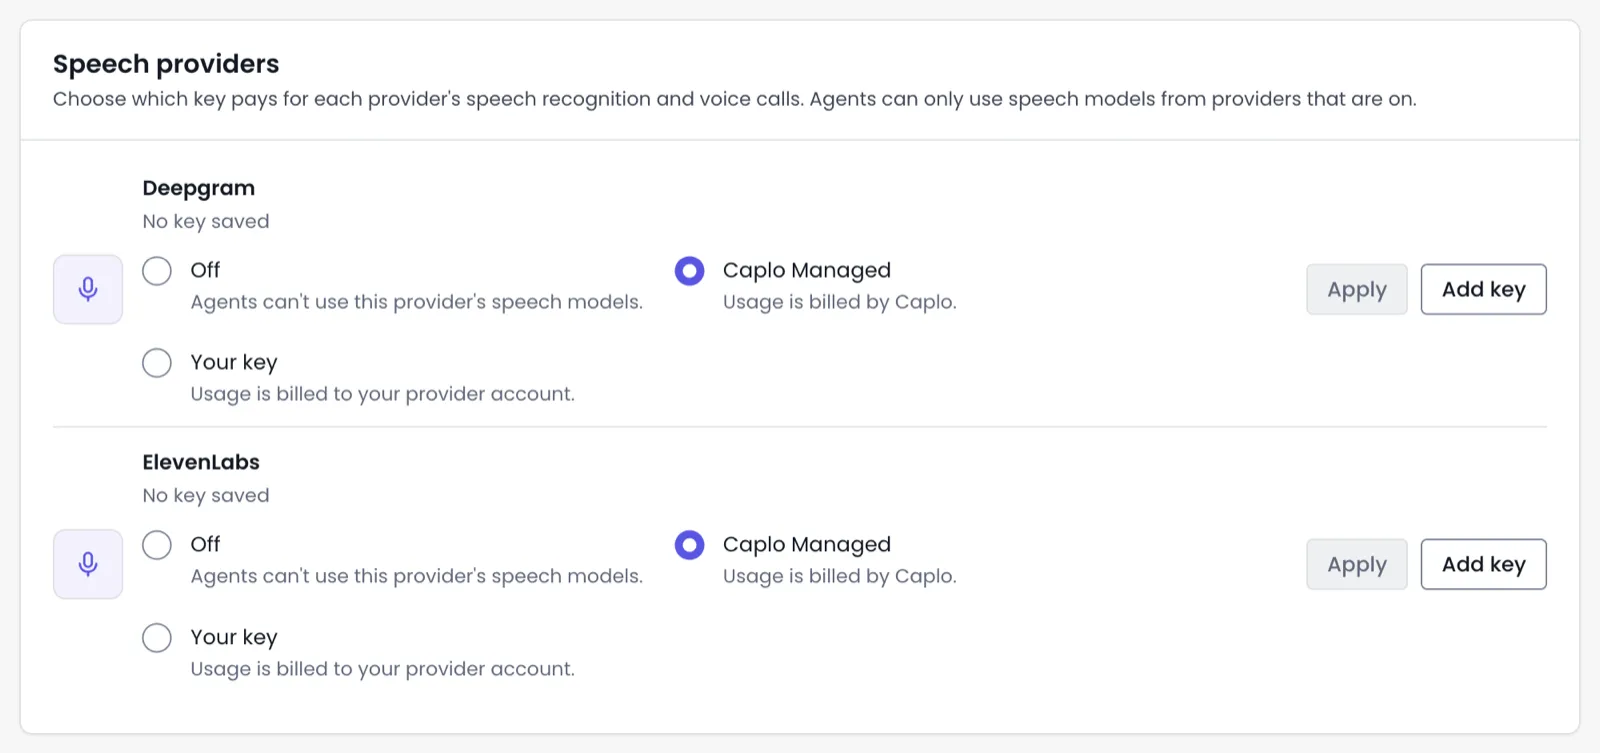 Speech providers
Choose which key pays for each provider's speech recognition and voice calls. Agents can only use speech models from providers that are on.
Deepgram
No key saved
Off
Agents can't use this provider's speech models.
Caplo Managed
Usage is billed by Caplo.
Apply
Add key
Your key
Usage is billed to your provider account.
ElevenLabs
No key saved
Off
Agents can't use this provider's speech models.
Caplo Managed
Usage is billed by Caplo.
Apply
Add key
Your key
Usage is billed to your provider account.